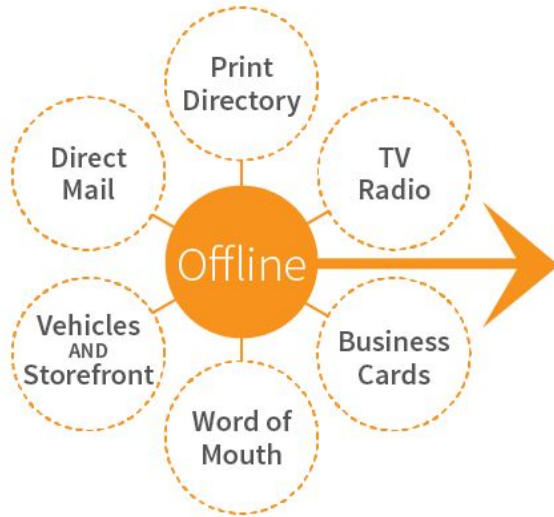 Print
Directory
Direct
Mail
TV
Radio
Offline
Vehicles
AND
Storefront
Business
Cards
Word of
Mouth